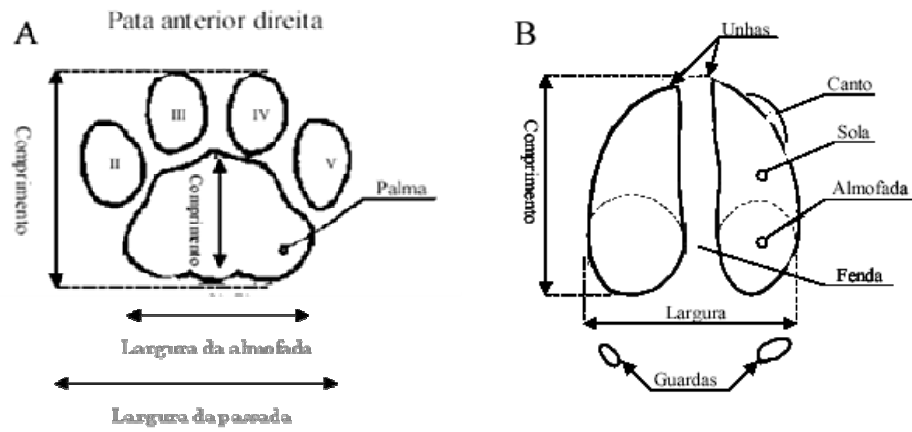 Pata anterior direita
A
III
IV
II
V
Comprimento
Comprimento
Palma
Largura da almofada
Largura da passada
B
Unhas
Canto
Sola
Comprimento
Almofada
Fenda
Largura
Guardas